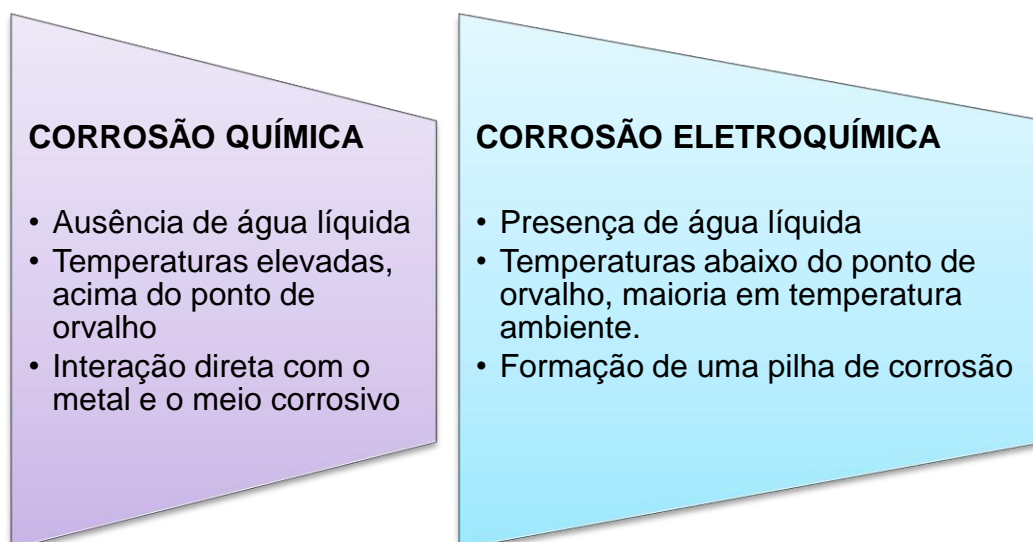 CORROSÃO QUÍMICA
• Ausência de água líquida
• Temperaturas elevadas,
acima do ponto de
orvalho
• Interação direta com o
metal e o meio corrosivo
CORROSÃO ELETROQUÍMICA
• Presença de água líquida
• Temperaturas abaixo do ponto de
orvalho, maioria em temperatura
ambiente.
• Formação de uma pilha de corrosão